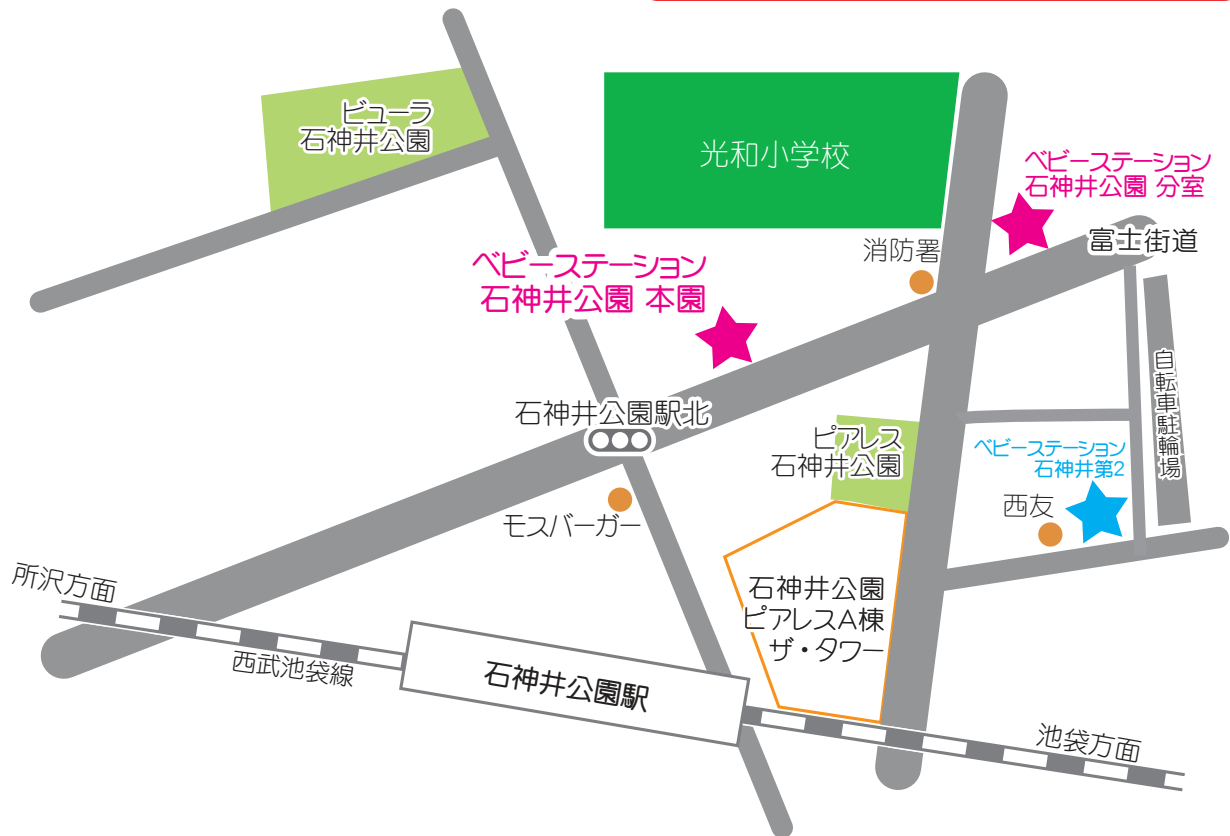 ビューラ
石神井公園
光和小学校
ベビーステーション
石神井公園 分室
富士街道
消防署
ベビーステーション
石神井公園 本園
石神井公園駅北
モスバーガー
ピアレス
石神井公園
ベビーステーション
石神井第2
西友
自転車駐輪場
石神井公園
ピアレスA棟
ザ・タワー
所沢方面
西武池袋線
石神井公園駅
池袋方面